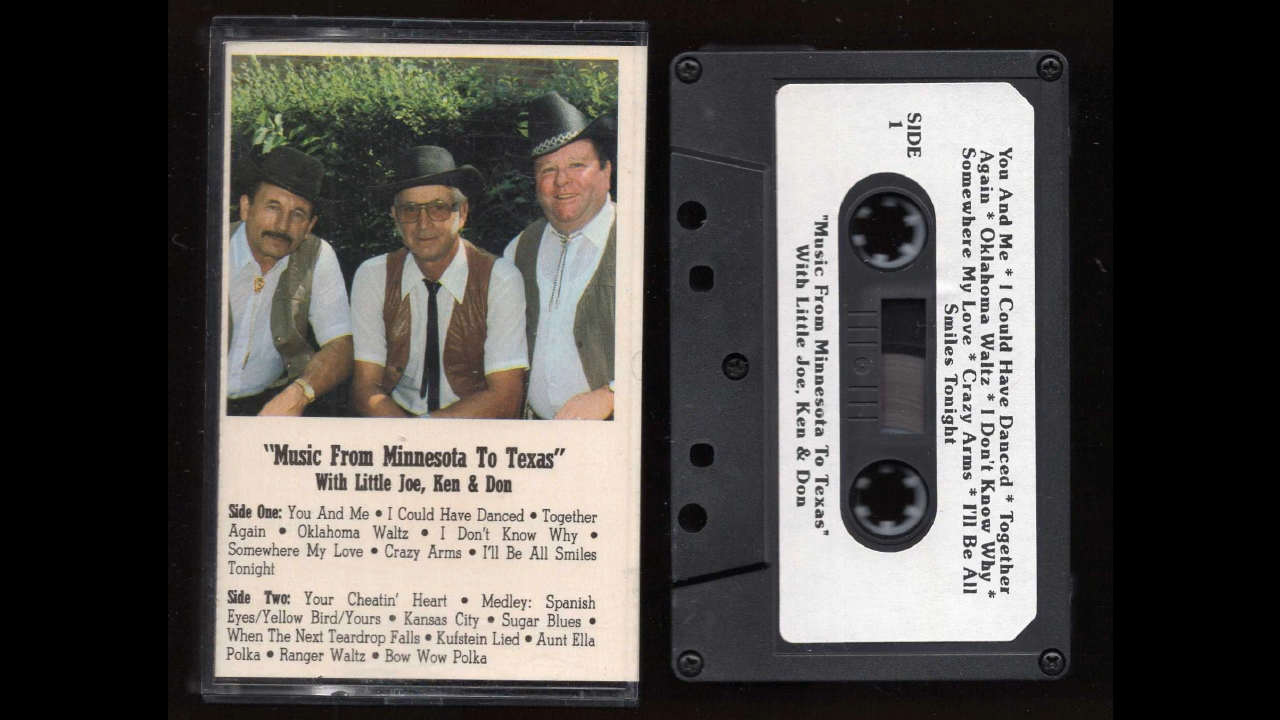 "Music From Minnesota To Texas"
With Little Joe, Ken & Don
Side One: You And Me • I Could Have Danced • Together
Again • Oklahoma Waltz • I Don't Know Why •
Somewhere My Love • Crazy Arms • I'll Be All Smiles
Tonight
Side Two: Your Cheatin' Heart • Medley: Spanish
Eyes/Yellow Bird/Yours • Kansas City • Sugar Blues •
When The Next Teardrop Falls • Kufstein Lied • Aunt Ella
Polka • Ranger Waltz • Bow Wow Polka
You And Me * I Could Have Danced * Together
Again * Oklahoma Waltz * I Don't Know Why *
Somewhere My Love * Crazy Arms * I'll Be All
Smiles Tonight
SIDE
1
"Music From Minnesota To Texas"
With Little Joe, Ken & Don